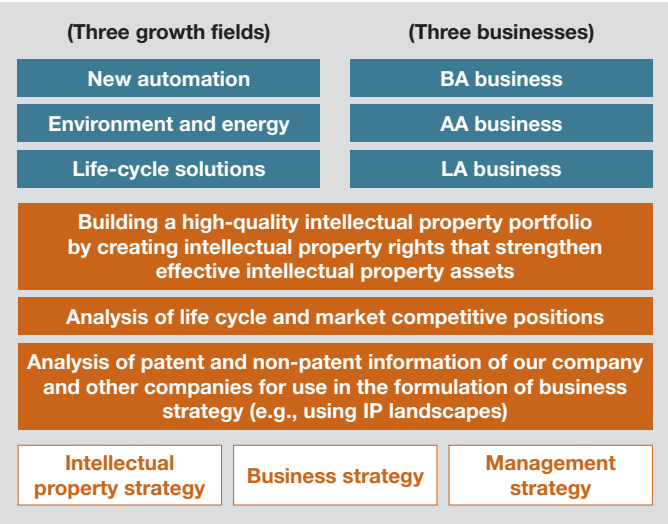 (Three growth fields)
(Three businesses)
New automation
BA business
Environment and energy
AA business
Life-cycle solutions
LA business
Building a high-quality intellectual property portfolio
by creating intellectual property rights that strengthen
effective intellectual property assets
Analysis of life cycle and market competitive positions
Analysis of patent and non-patent information of our company
and other companies for use in the formulation of business
strategy (e.g., using IP landscapes)
Intellectual
property strategy
Business strategy
Management
strategy